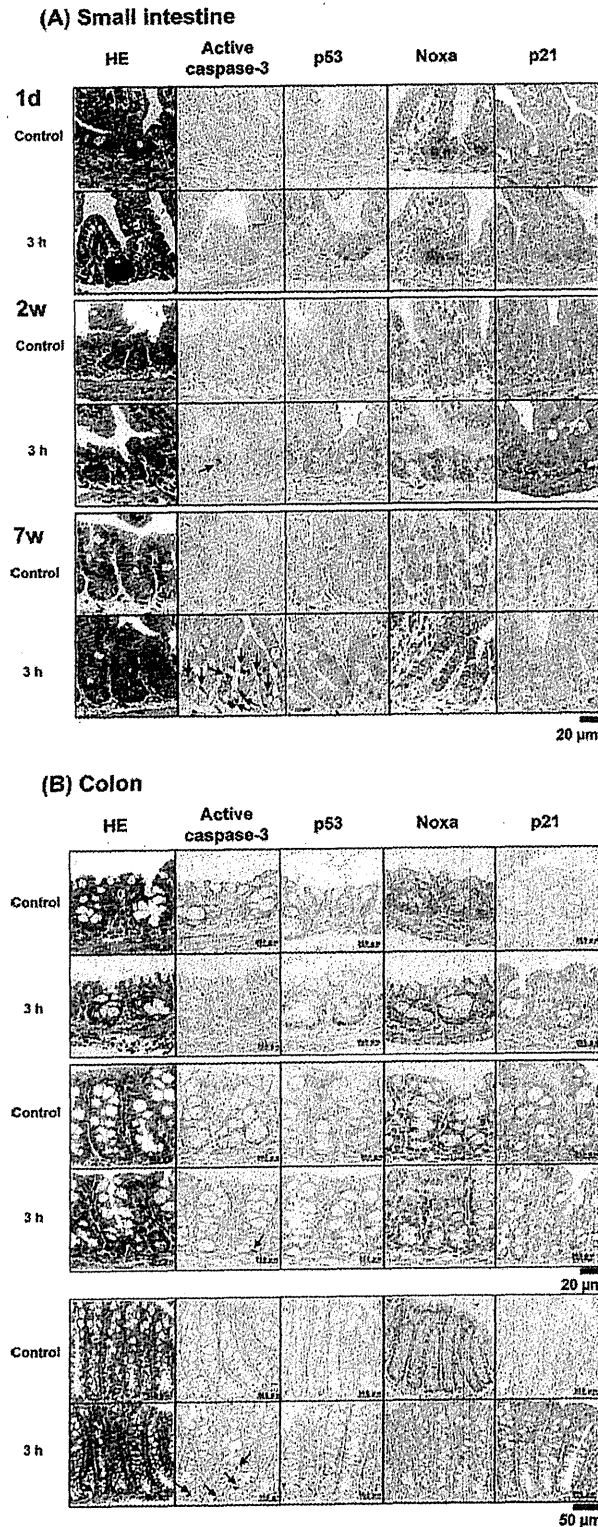 (A) Small intestine
HE Active caspase-3 p53 Noxa p21
1d
Control
3 h
2w
Control
3 h
7w
Control
3 h
20 µm
(B) Colon
HE Active caspase-3 p53 Noxa p21
Control
3 h
Control
3 h
20 µm
Control
3 h
50 µm